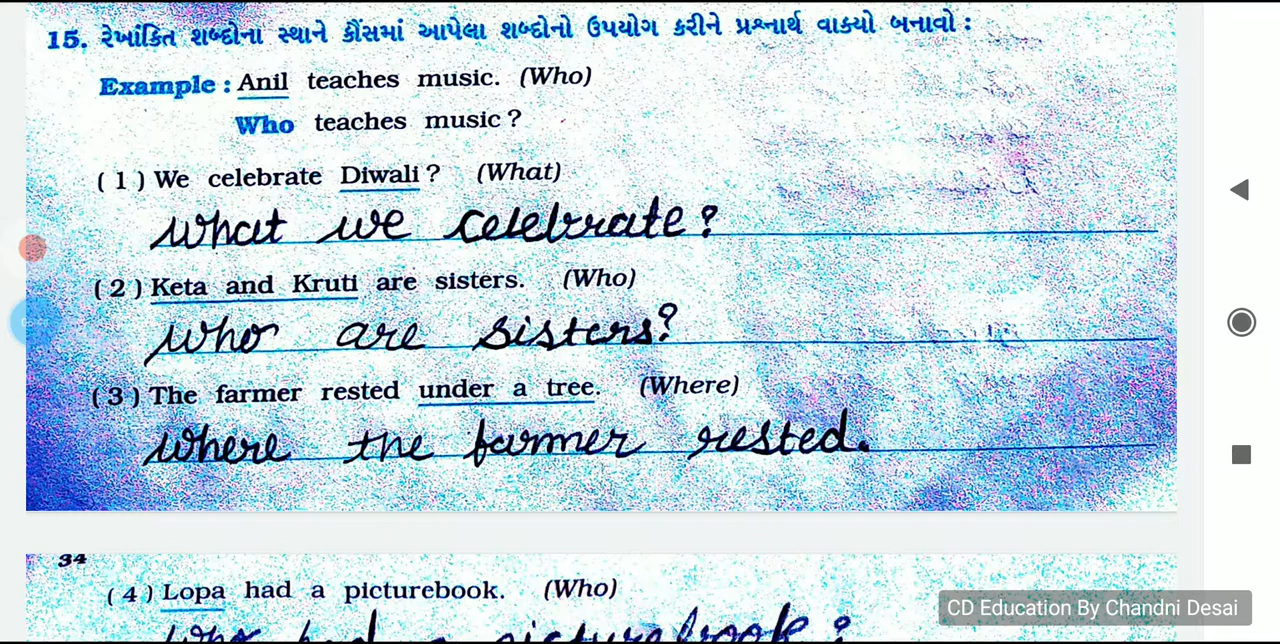 15. રેખાંકિત શબ્દોના સ્થાને કૌંસમાં આપેલા શબ્દોનો ઉપયોગ કરીને પ્રશ્નાર્થ વાક્યો બનાવો :
Example : Anil teaches music. (Who)
Who teaches music ?
( 1 ) We celebrate Diwali ? (What)
what we celebrate?
( 2 ) Keta and Kruti are sisters. (Who)
who are sisters?
( 3 ) The farmer rested under a tree. (Where)
where the farmer rested.
34
( 4 ) Lopa had a picturebook. (Who)
who had a picturebook?
CD Education By Chandni Desai